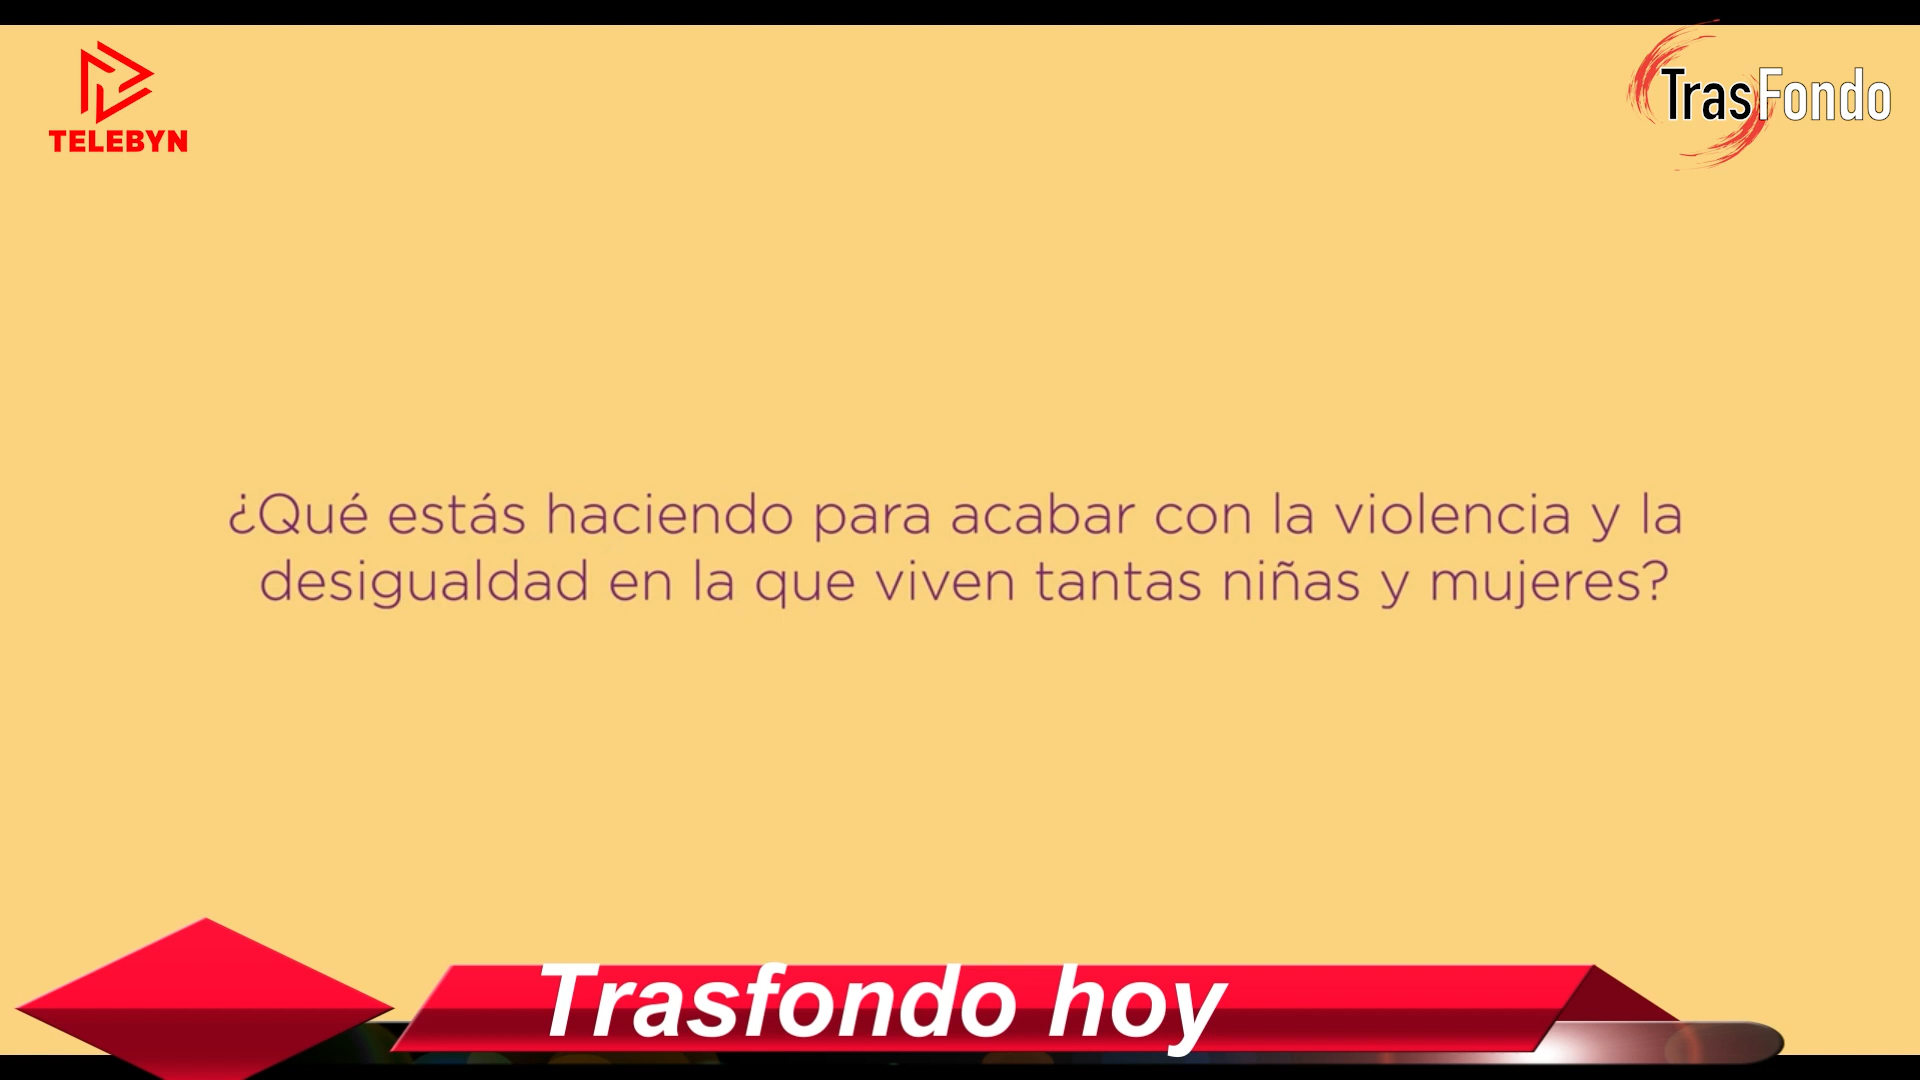 TELEBYN
TrasFondo
¿Qué estás haciendo para acabar con la violencia y la
desigualdad en la que viven tantas niñas y mujeres?
Trasfondo hoy